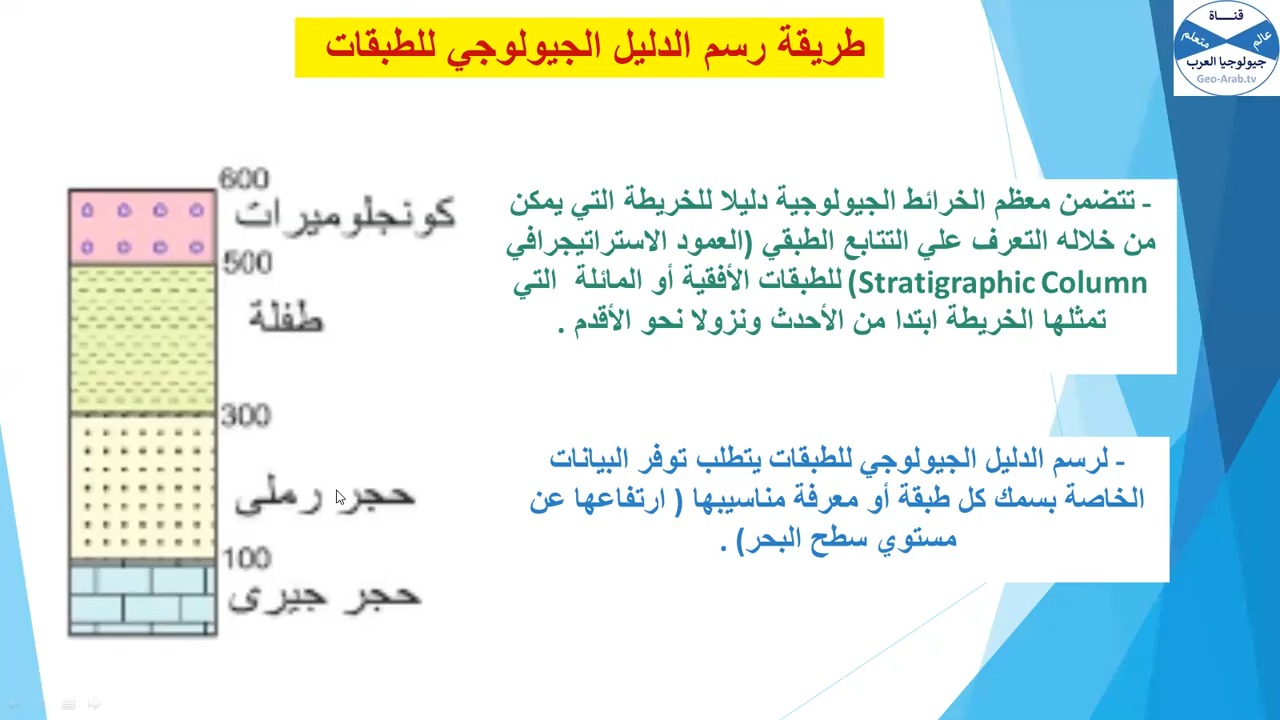 قناة
عالم
متعلم
جيولوجيا العرب
Geo-Arab.tv
طريقة رسم الدليل الجيولوجي للطبقات
- تتضمن معظم الخرائط الجيولوجية دليلا للخريطة التي يمكن
من خلاله التعرف علي التتابع الطبقي (العمود الاستراتيجرافي
Stratigraphic Column) للطبقات الأفقية أو المائلة التي
تمثلها الخريطة ابتدا من الأحدث ونزولا نحو الأقدم .
- لرسم الدليل الجيولوجي للطبقات يتطلب توفر البيانات
الخاصة بسمك كل طبقة أو معرفة مناسيبها ( ارتفاعها عن
مستوي سطح البحر) .
600
كونجلوميرات
500
طفلة
300
حجر رملى
100
حجر جيرى